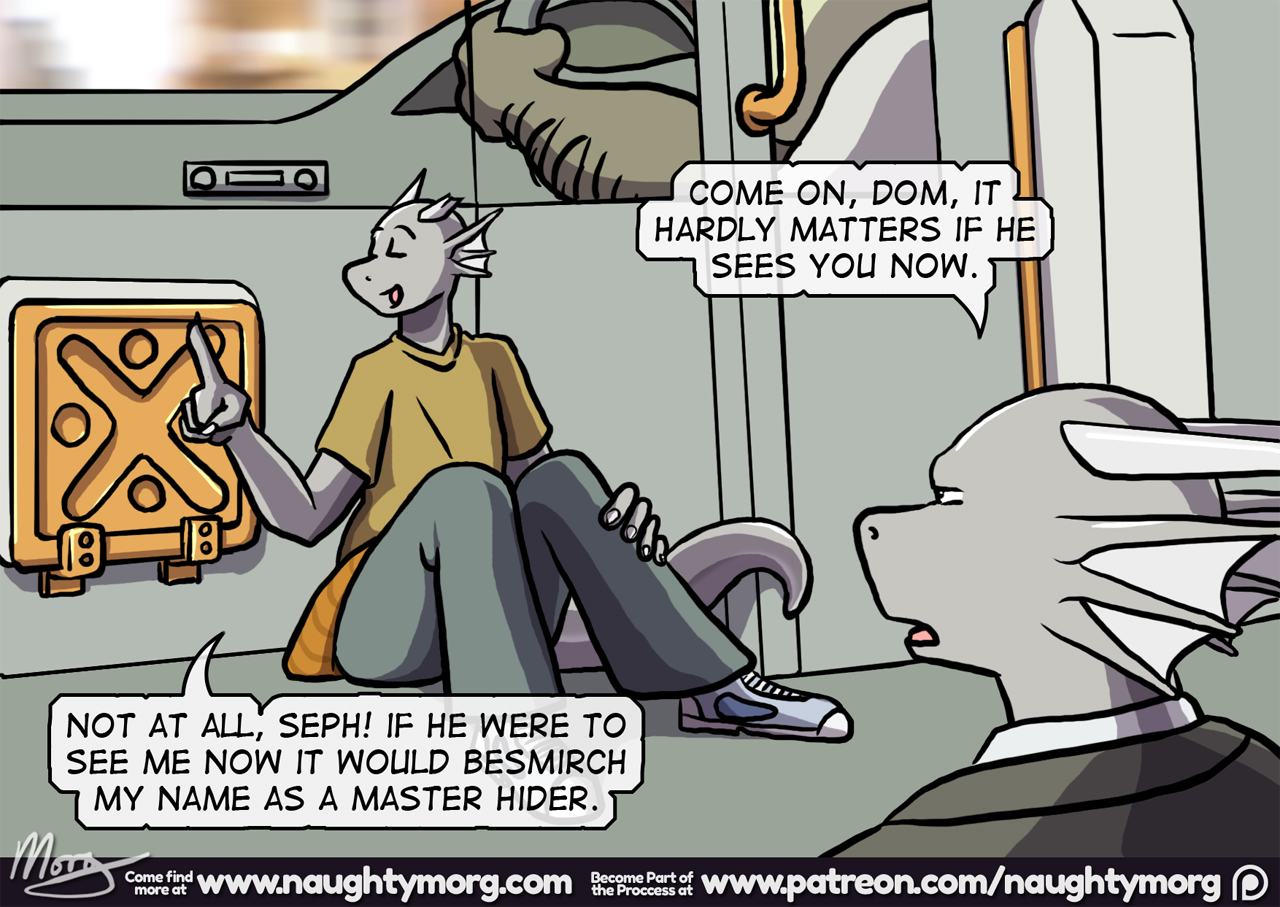 COME ON, DOM, IT
HARDLY MATTERS IF HE
SEES YOU NOW.
NOT AT ALL, SEPH! IF HE WERE TO
SEE ME NOW IT WOULD BESMIRCH
MY NAME AS A MASTER HIDER.
Morg
Come find
more at
www.naughtymorg.com
Become Part of
the Proccess at
www.patreon.com/naughtymorg